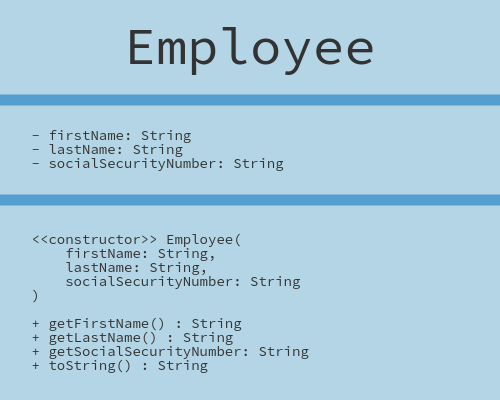 Employee
- firstName: String
- lastName: String
- socialSecurityNumber: String
<<constructor>> Employee(
    firstName: String,
    lastName: String,
    socialSecurityNumber: String
)
+ getFirstName() : String
+ getLastName() : String
+ getSocialSecurityNumber: String
+ toString() : String